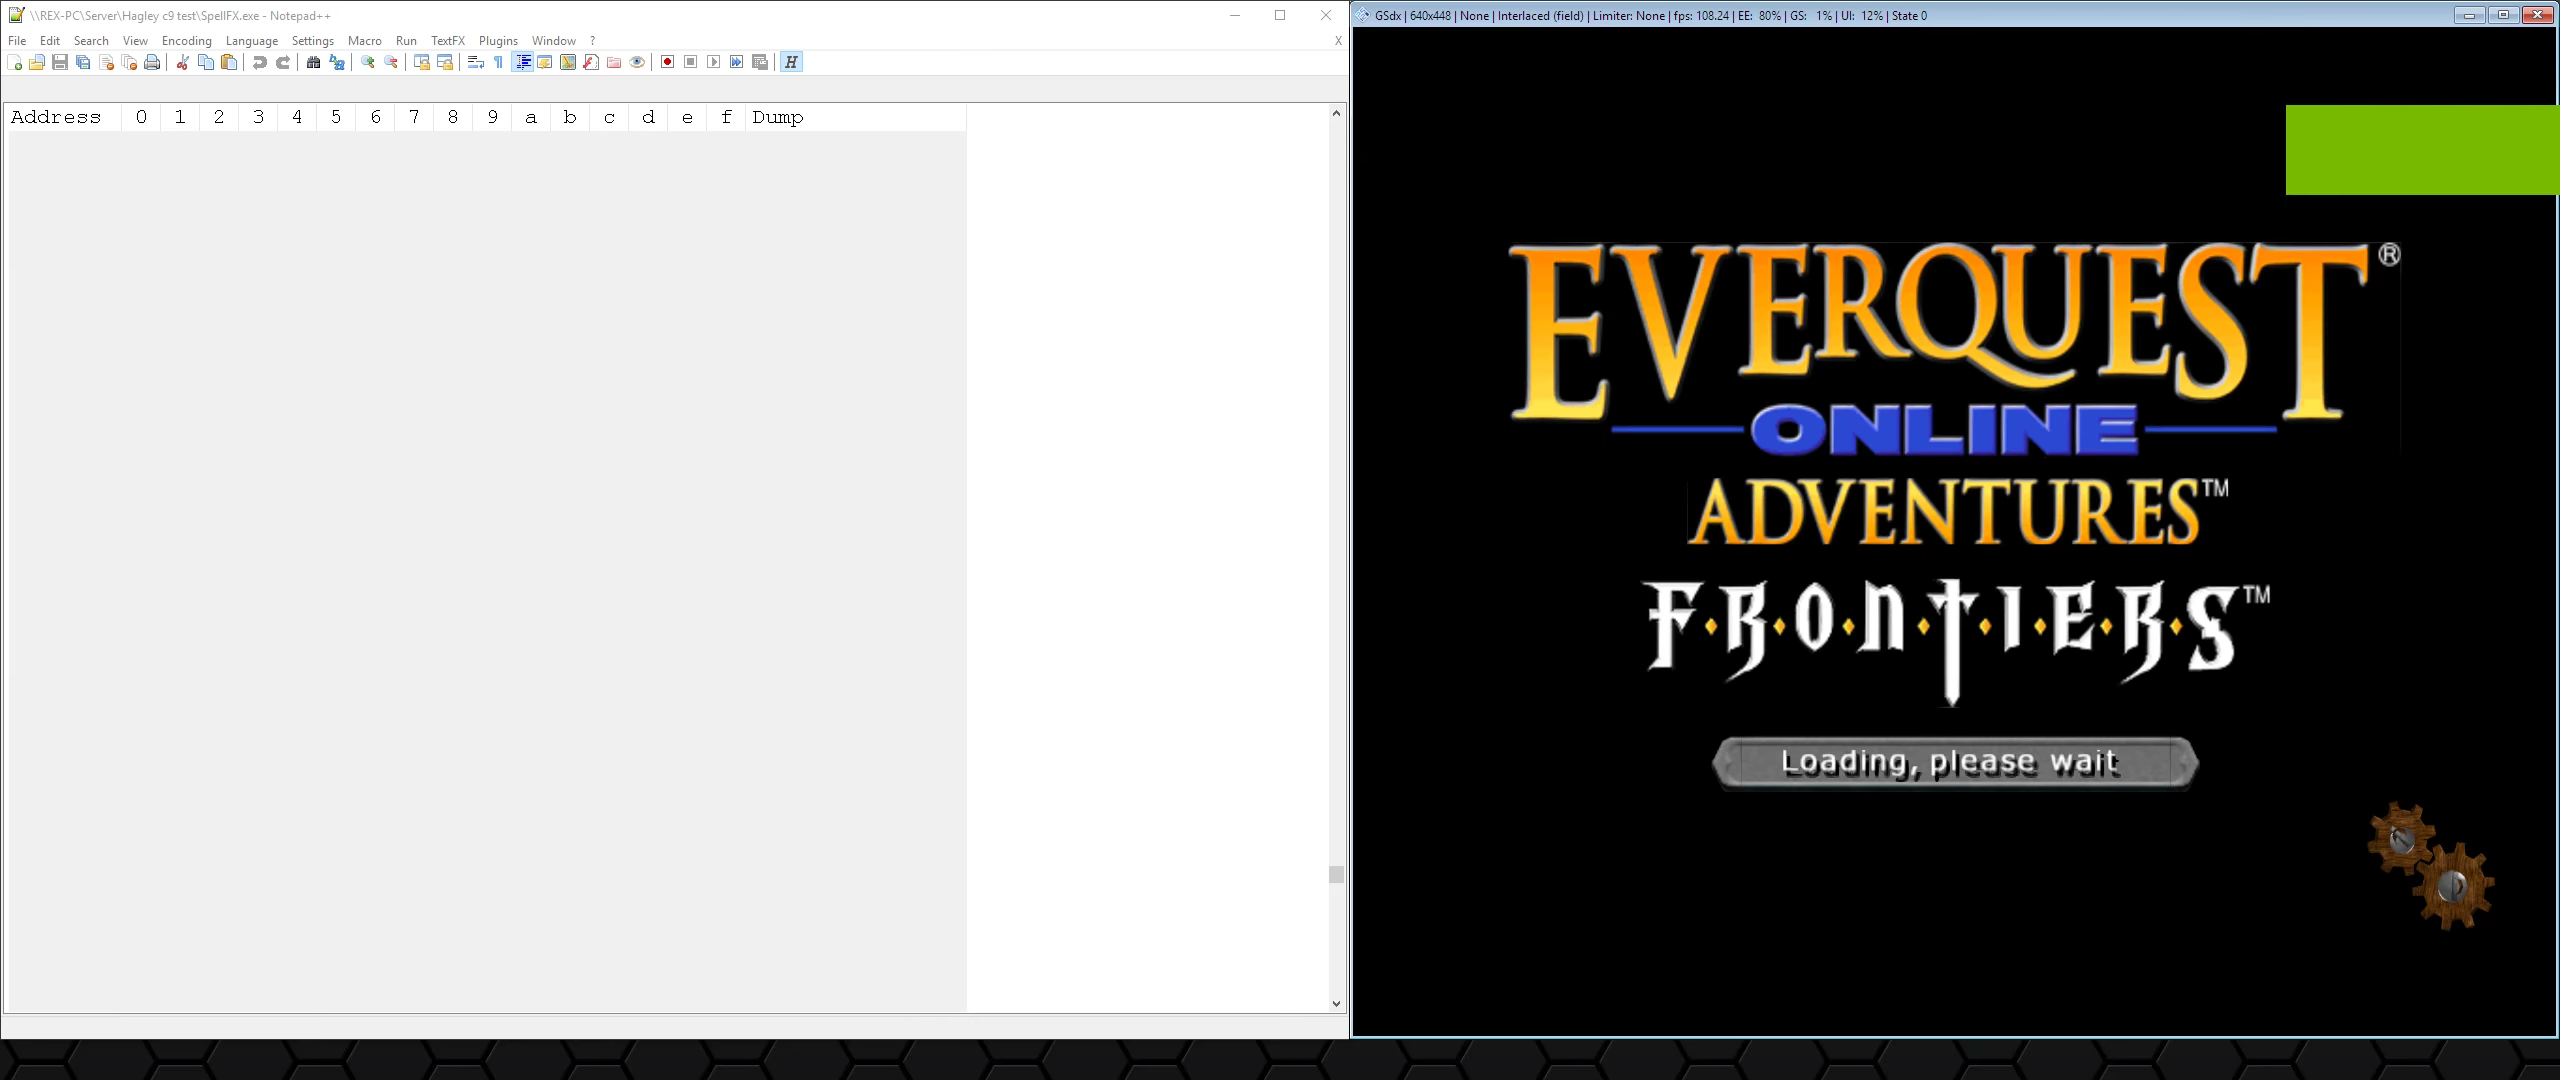 \\REX-PC\Server\Hagley c9 test\SpellFX.exe - Notepad++
File Edit Search View Encoding Language Settings Macro Run TextFX Plugins Window ? X
H
Address 0 1 2 3 4 5 6 7 8 9 a b c d e f Dump
GSdx | 640x448 | None | Interlaced (field) | Limiter: None | fps: 108.24 | EE: 80% | GS: 1% | UI: 12% | State 0
EVERQUEST®
ONLINE
ADVENTURES™
F·R·O·N·T·I·E·R·S™
Loading, please wait